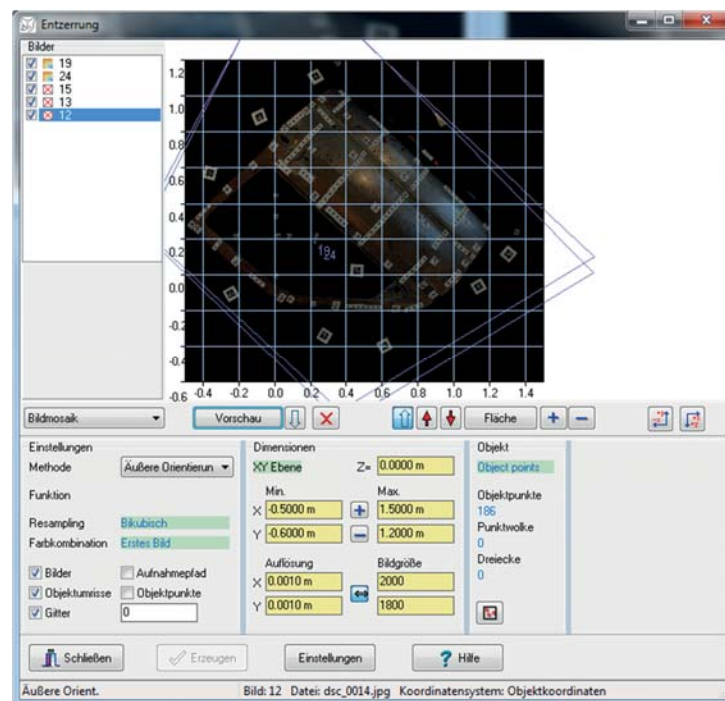 Entzerrung
Bilder
19
24
15
13
12
1.2
1.0
0.8
0.6
0.4
0.2
0.0
-0.2
-0.4
-0.6
-0.4 -0.2 0.0 0.2 0.4 0.6 0.8 1.0 1.2 1.4
19
24
Bildmosaik
Vorschau
Fläche
Einstellungen
Methode Äußere Orientierun
Funktion
Resampling Bikubisch
Farbkombination Erstes Bild
Bilder Aufnahmepfad
Objektumrisse Objektpunkte
Gitter 0
Dimensionen
XY Ebene Z= 0.0000 m
Min. Max.
X -0.5000 m 1.5000 m
Y -0.6000 m 1.2000 m
Auflösung Bildgröße
X 0.0010 m 2000
Y 0.0010 m 1800
Objekt
Object points
Objektpunkte
186
Punktwolke
0
Dreiecke
0
Schließen Erzeugen Einstellungen Hilfe
Äußere Orient. Bild: 12 Datei: dsc_0014.jpg Koordinatensystem: Objektkoordinaten